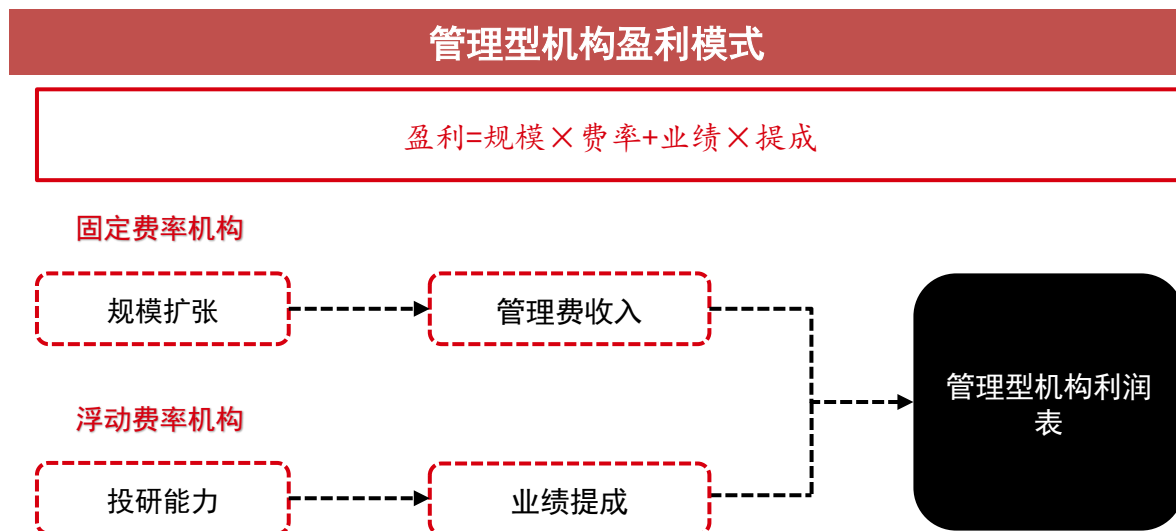 管理型机构盈利模式
盈利=规模×费率+业绩×提成
固定费率机构
规模扩张
管理费收入
管理型机构利润
表
浮动费率机构
投研能力
业绩提成